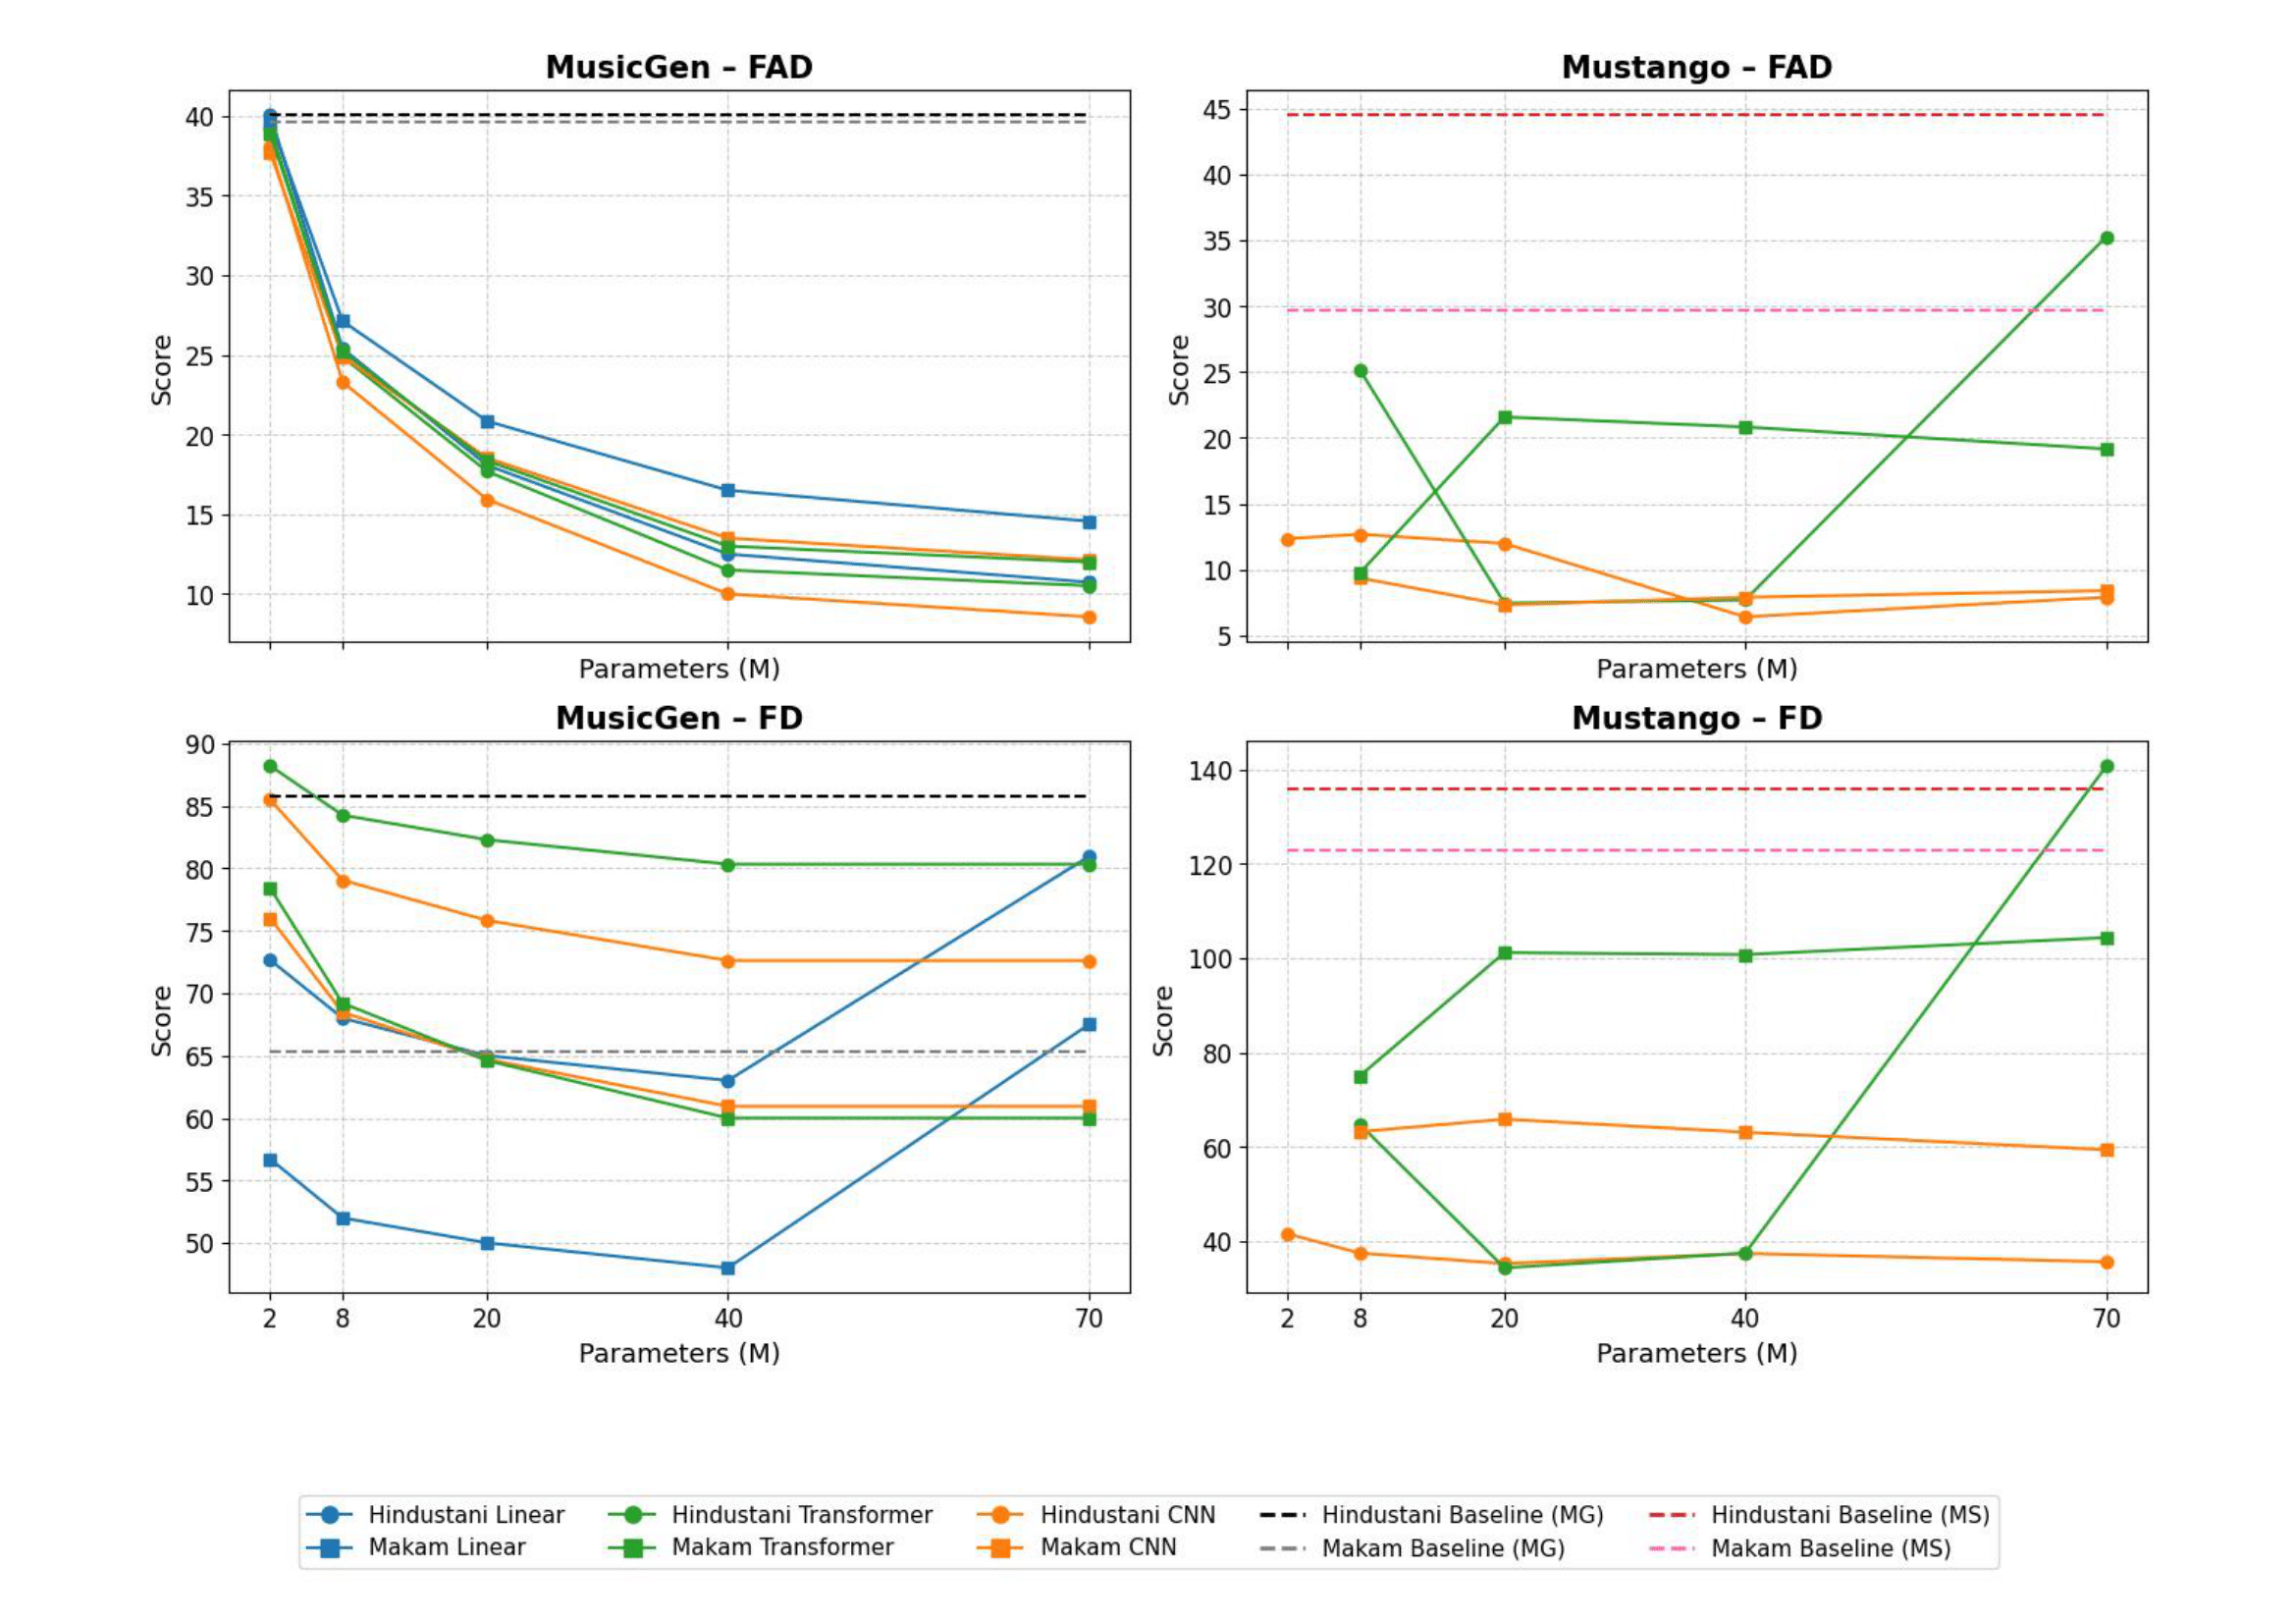 MusicGen – FAD
40
35
30
25
20
15
10
Score
Parameters (M)
Mustango – FAD
45
40
35
30
25
20
15
10
5
Score
Parameters (M)
MusicGen – FD
90
85
80
75
70
65
60
55
50
Score
2 8 20 40 70
Parameters (M)
Mustango – FD
140
120
100
80
60
40
Score
2 8 20 40 70
Parameters (M)
Hindustani Linear Hindustani Transformer Hindustani CNN Hindustani Baseline (MG) Hindustani Baseline (MS)
Makam Linear Makam Transformer Makam CNN Makam Baseline (MG) Makam Baseline (MS)